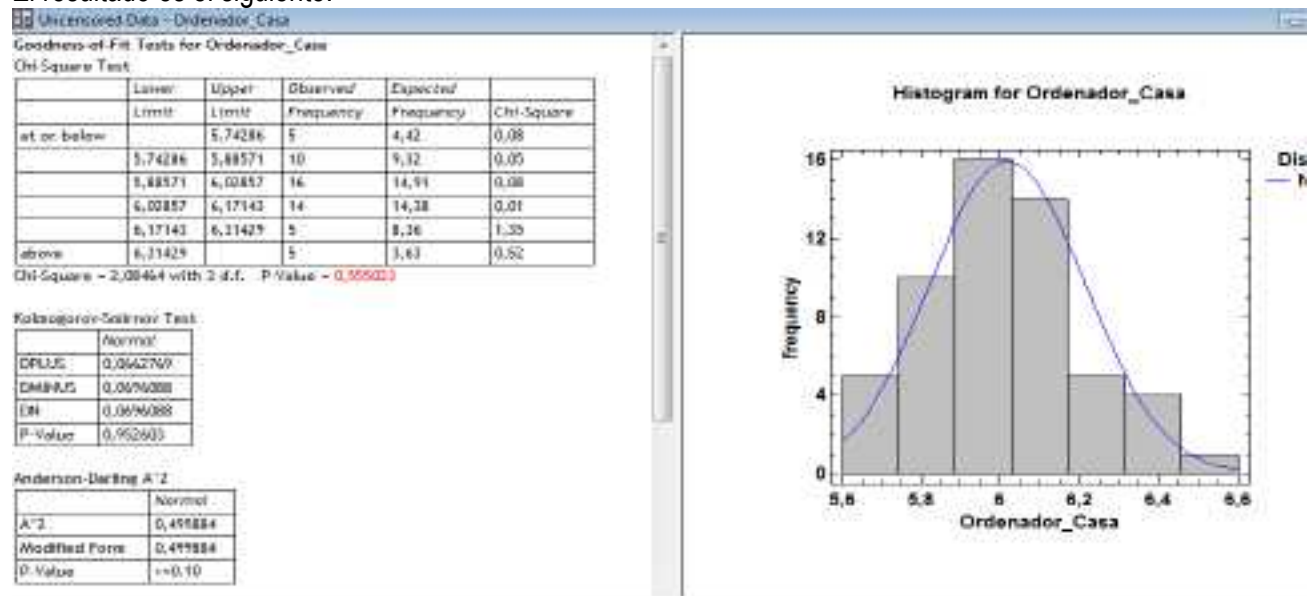 El resultado es el siguiente:
Uncensored Data - Ordenador_Casa
Goodness-of-Fit Tests for Ordenador_Casa
Chi-Square Test
Lower Upper Observed Expected
Limit Limit Frequency Frequency Chi-Square
at or below 5,74286 5 4,42 0,08
5,74286 5,88571 10 9,32 0,05
5,88571 6,02857 16 14,91 0,08
6,02857 6,17143 14 14,38 0,01
6,17143 6,31429 5 8,36 1,35
above 6,31429 5 3,63 0,52
Chi-Square = 2,08464 with 3 d.f. P-Value = 0,555023
Kolmogorov-Smirnov Test
Normal
DPLUS 0,0662769
DMINUS 0,0696088
DN 0,0696088
P-Value 0,952603
Anderson-Darling A^2
Normal
A^2
Modified Form
P-Value >=0.10
Histogram for Ordenador_Casa
Frequency
16
12
8
4
0
5,6 5,8 6 6,2 6,4 6,6
Ordenador_Casa
Dis